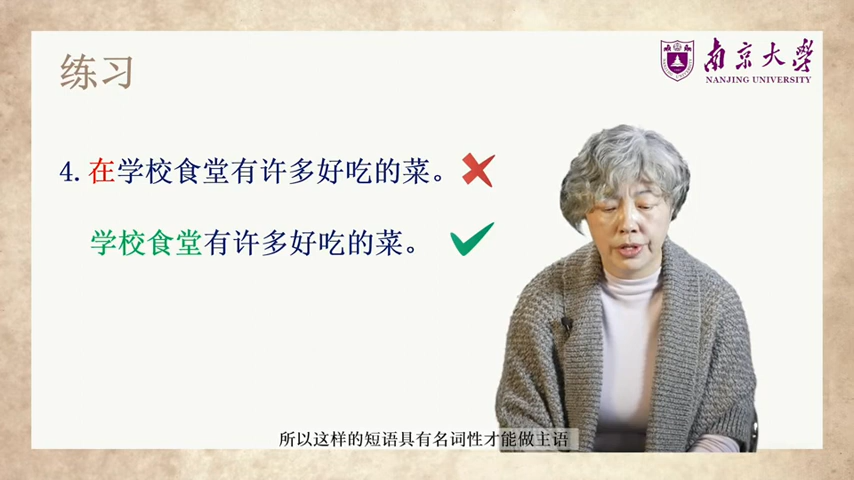 练习
南京大学
NANJING UNIVERSITY
4.在学校食堂有许多好吃的菜。
学校食堂有许多好吃的菜。
所以这样的短语具有名词性才能做主语